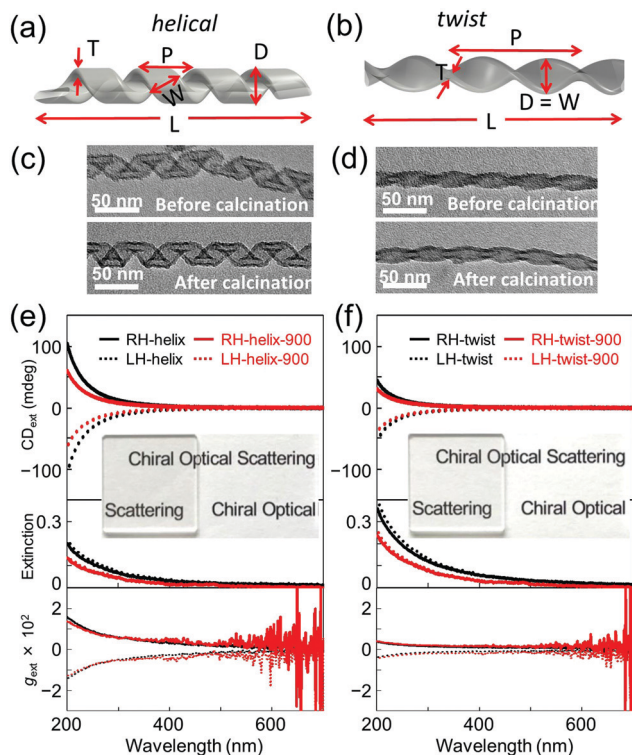 (a) helical
T P D
W
L
(b) twist
P
T
D = W
L
(c)
50 nm Before calcination
50 nm After calcination
(d)
50 nm Before calcination
50 nm After calcination
(e)
RH-helix RH-helix-900
LH-helix LH-helix-900
CDext (mdeg)
100
0
−100
Chiral Optical Scattering
Scattering Chiral Optical
Extinction
0.3
0
gext × 10²
2
0
−2
200 400 600
Wavelength (nm)
(f)
RH-twist RH-twist-900
LH-twist LH-twist-900
100
0
−100
Chiral Optical Scattering
Scattering Chiral Optical
0.3
0
2
0
−2
200 400 600
Wavelength (nm)